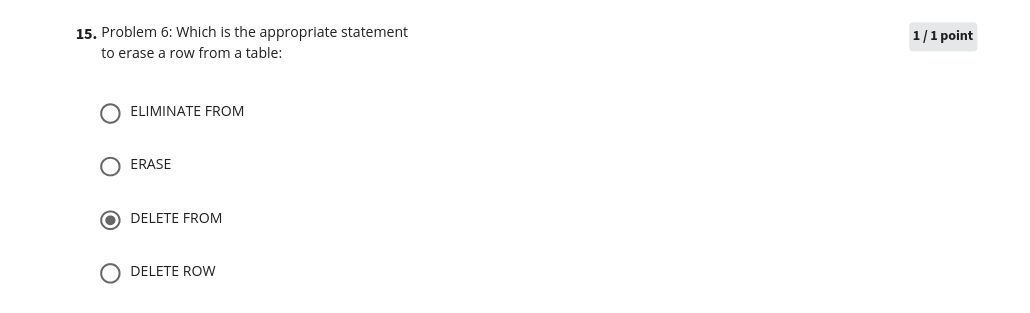 15. Problem 6: Which is the appropriate statement
to erase a row from a table:
1 / 1 point
ELIMINATE FROM
ERASE
DELETE FROM
DELETE ROW